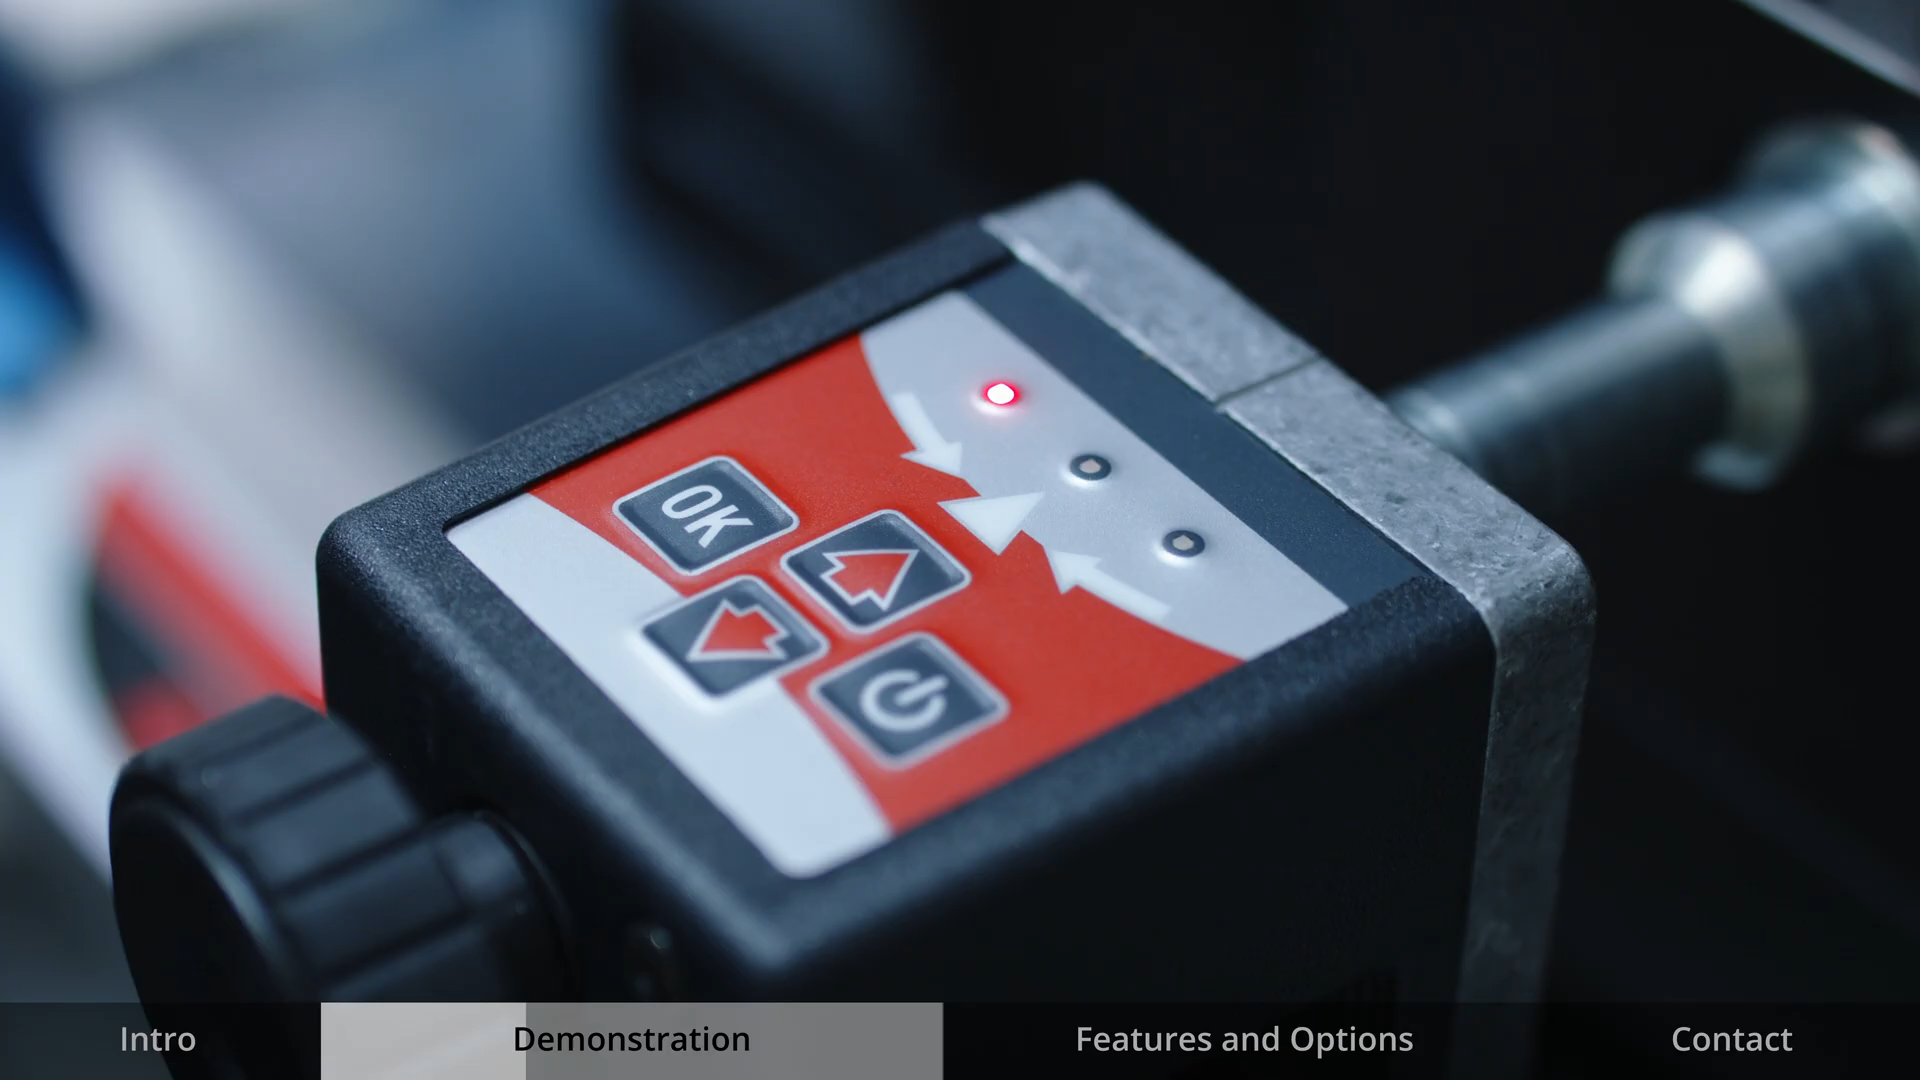 OK
Intro
Demonstration
Features and Options
Contact